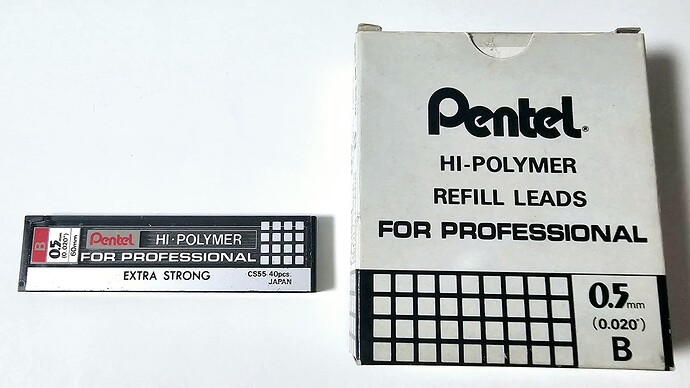 B
0.5mm
(0.020")
60mm
Pentel
HI·POLYMER
FOR PROFESSIONAL
EXTRA STRONG
CS55-40pcs.
JAPAN
Pentel®
HI-POLYMER
REFILL LEADS
FOR PROFESSIONAL
0.5mm
(0.020")
B